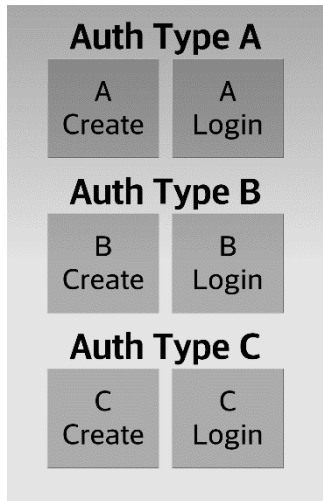 Auth Type A
A
Create
A
Login
Auth Type B
B
Create
B
Login
Auth Type C
C
Create
C
Login